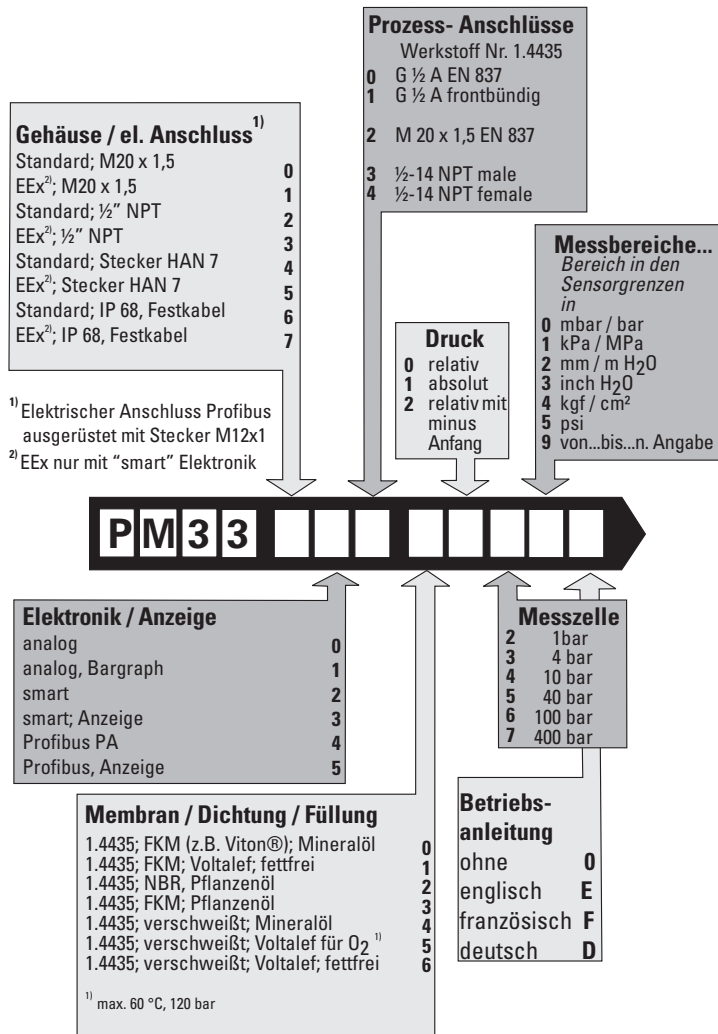 Prozess- Anschlüsse
Werkstoff Nr. 1.4435
0 G ½ A EN 837
1 G ½ A frontbündig
2 M 20 x 1,5 EN 837
3 ½-14 NPT male
4 ½-14 NPT female
Gehäuse / el. Anschluss 1)
Standard; M20 x 1,5 0
EEx2); M20 x 1,5 1
Standard; ½” NPT 2
EEx2); ½” NPT 3
Standard; Stecker HAN 7 4
EEx2); Stecker HAN 7 5
Standard; IP 68, Festkabel 6
EEx2); IP 68, Festkabel 7
1) Elektrischer Anschluss Profibus
ausgerüstet mit Stecker M12x1
2) EEx nur mit “smart” Elektronik
Druck
0 relativ
1 absolut
2 relativ mit
minus
Anfang
Messbereiche...
Bereich in den
Sensorgrenzen
in
0 mbar / bar
1 kPa / MPa
2 mm / m H2O
3 inch H2O
4 kgf / cm²
5 psi
9 von...bis...n. Angabe
PM33
Elektronik / Anzeige
analog 0
analog, Bargraph 1
smart 2
smart; Anzeige 3
Profibus PA 4
Profibus, Anzeige 5
Messzelle
2 1bar
3 4 bar
4 10 bar
5 40 bar
6 100 bar
7 400 bar
Membran / Dichtung / Füllung
1.4435; FKM (z.B. Viton®); Mineralöl 0
1.4435; FKM; Voltalef; fettfrei 1
1.4435; NBR, Pflanzenöl 2
1.4435; FKM; Pflanzenöl 3
1.4435; verschweißt; Mineralöl 4
1.4435; verschweißt; Voltalef für O2 1) 5
1.4435; verschweißt; Voltalef; fettfrei 6
1) max. 60 °C, 120 bar
Betriebs-
anleitung
ohne 0
englisch E
französisch F
deutsch D